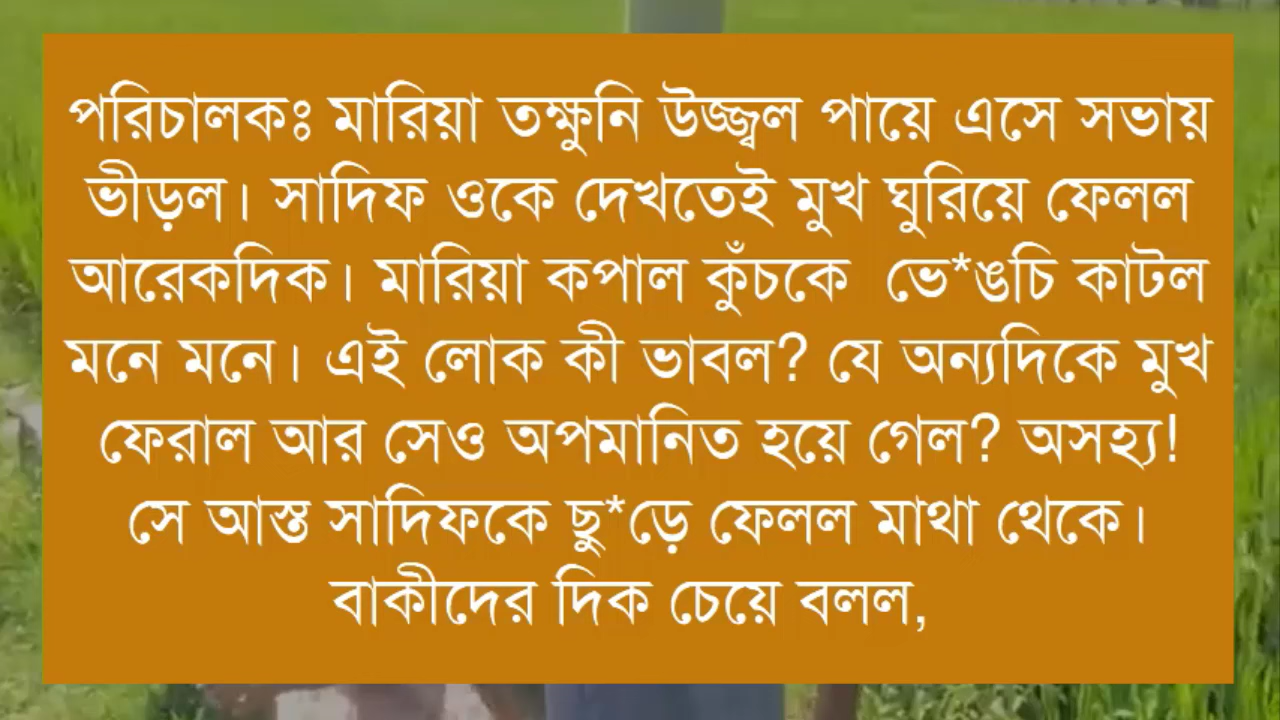 পরিচালকঃ মারিয়া তক্ষুনি উজ্জ্বল পায়ে এসে সভায়
ভীড়ল। সাদিফ ওকে দেখতেই মুখ ঘুরিয়ে ফেলল
আরেকদিক। মারিয়া কপাল কুঁচকে ভে*ঙচি কাটল
মনে মনে। এই লোক কী ভাবল? যে অন্যদিকে মুখ
ফেরাল আর সেও অপমানিত হয়ে গেল? অসহ্য!
সে আস্ত সাদিফকে ছু*ড়ে ফেলল মাথা থেকে।
বাকীদের দিক চেয়ে বলল,